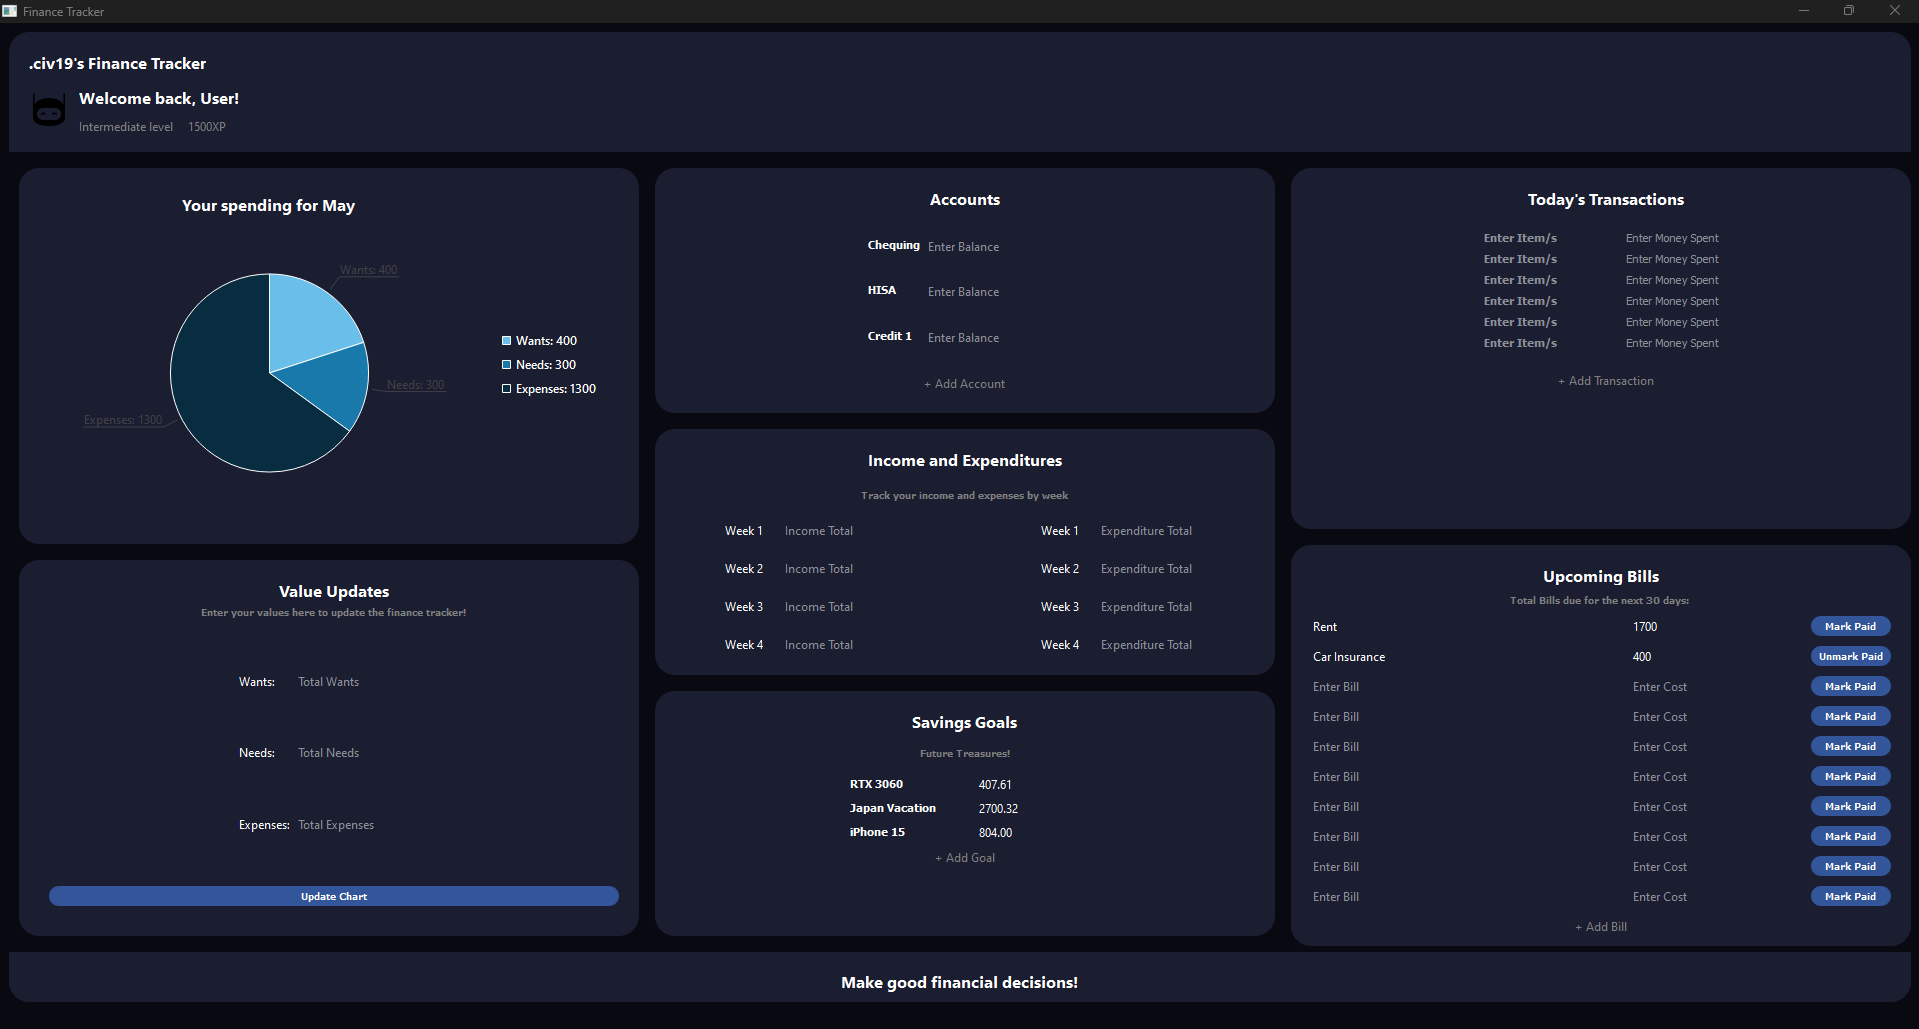 Finance Tracker
.civ19's Finance Tracker
Welcome back, User!
Intermediate level 1500XP
Your spending for May
Wants: 400
Needs: 300
Expenses: 1300
Wants: 400
Needs: 300
Expenses: 1300
Value Updates
Enter your values here to update the finance tracker!
Wants: Total Wants
Needs: Total Needs
Expenses: Total Expenses
Update Chart
Accounts
Chequing Enter Balance
HISA Enter Balance
Credit 1 Enter Balance
+ Add Account
Income and Expenditures
Track your income and expenses by week
Week 1 Income Total Week 1 Expenditure Total
Week 2 Income Total Week 2 Expenditure Total
Week 3 Income Total Week 3 Expenditure Total
Week 4 Income Total Week 4 Expenditure Total
Savings Goals
Future Treasures!
RTX 3060 407.61
Japan Vacation 2700.32
iPhone 15 804.00
+ Add Goal
Today's Transactions
Enter Item/s Enter Money Spent
Enter Item/s Enter Money Spent
Enter Item/s Enter Money Spent
Enter Item/s Enter Money Spent
Enter Item/s Enter Money Spent
Enter Item/s Enter Money Spent
+ Add Transaction
Upcoming Bills
Total Bills due for the next 30 days:
Rent 1700 Mark Paid
Car Insurance 400 Unmark Paid
Enter Bill Enter Cost Mark Paid
Enter Bill Enter Cost Mark Paid
Enter Bill Enter Cost Mark Paid
Enter Bill Enter Cost Mark Paid
Enter Bill Enter Cost Mark Paid
Enter Bill Enter Cost Mark Paid
Enter Bill Enter Cost Mark Paid
Enter Bill Enter Cost Mark Paid
+ Add Bill
Make good financial decisions!